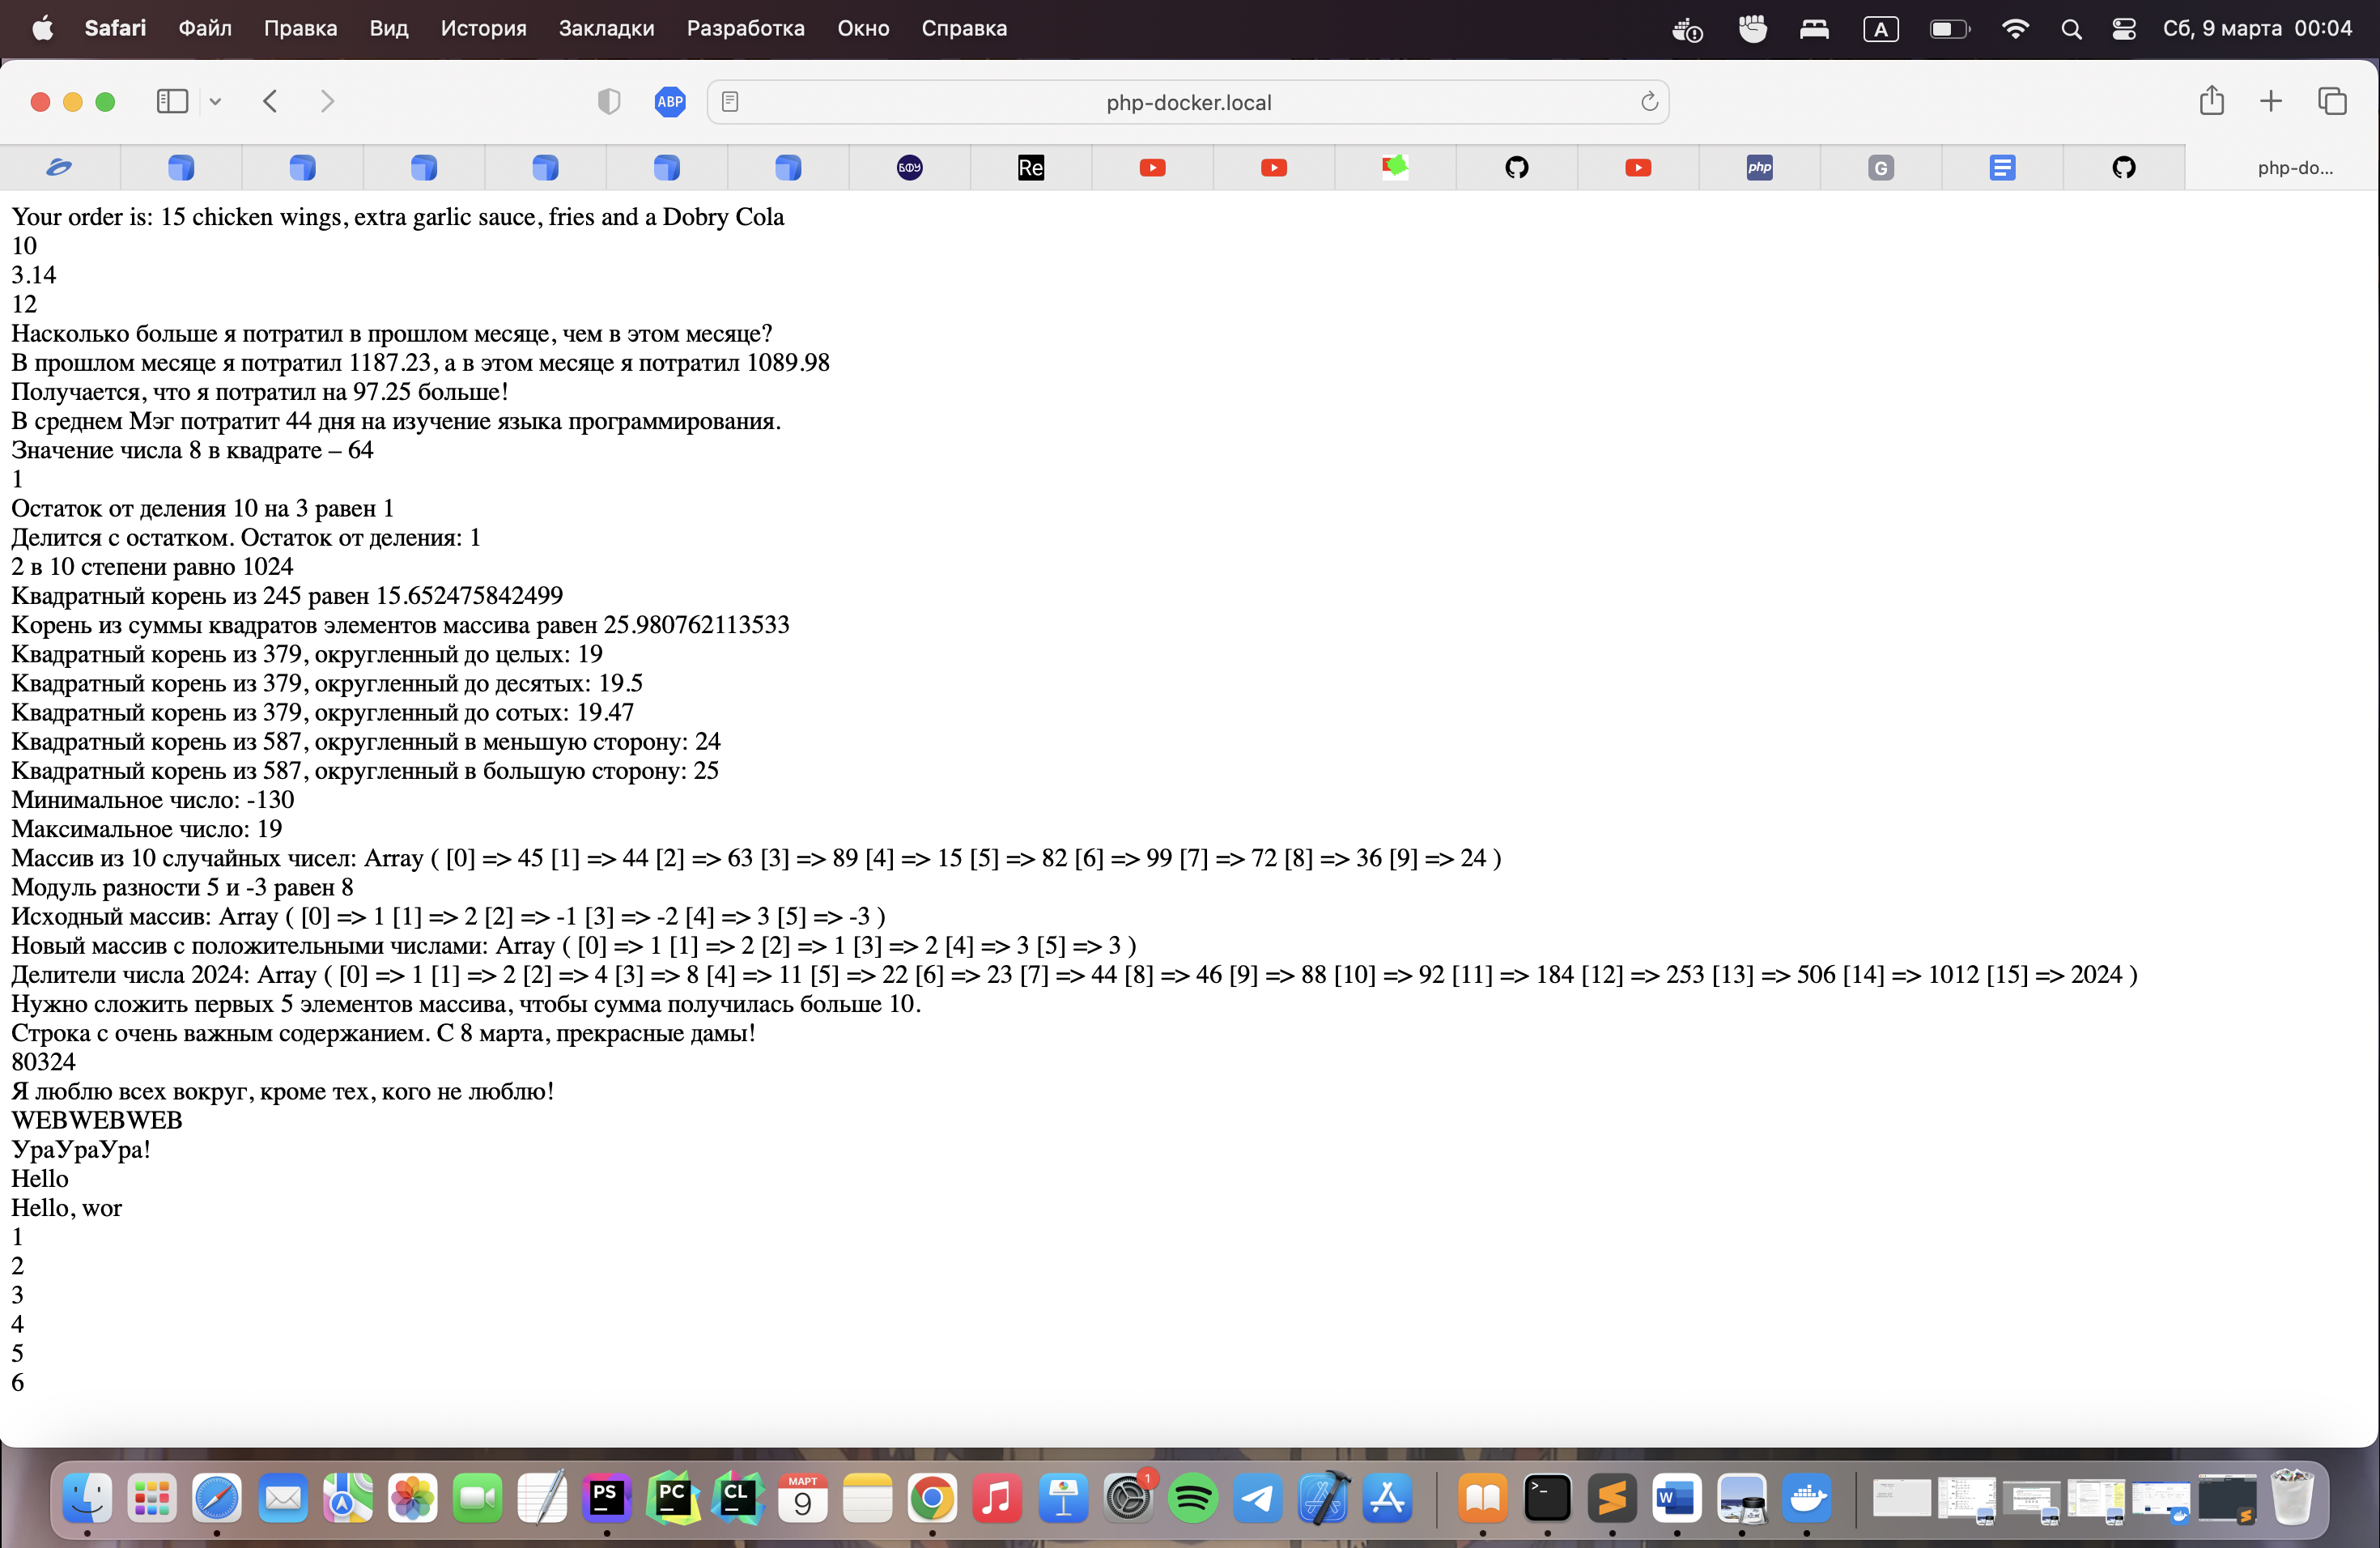 Safari Файл Правка Вид История Закладки Разработка Окно Справка A Сб, 9 марта 00:04
ABP php-docker.local
БФУ Re php G php-do...
Your order is: 15 chicken wings, extra garlic sauce, fries and a Dobry Cola
10
3.14
12
Насколько больше я потратил в прошлом месяце, чем в этом месяце?
В прошлом месяце я потратил 1187.23, а в этом месяце я потратил 1089.98
Получается, что я потратил на 97.25 больше!
В среднем Мэг потратит 44 дня на изучение языка программирования.
Значение числа 8 в квадрате – 64
1
Остаток от деления 10 на 3 равен 1
Делится с остатком. Остаток от деления: 1
2 в 10 степени равно 1024
Квадратный корень из 245 равен 15.652475842499
Корень из суммы квадратов элементов массива равен 25.980762113533
Квадратный корень из 379, округленный до целых: 19
Квадратный корень из 379, округленный до десятых: 19.5
Квадратный корень из 379, округленный до сотых: 19.47
Квадратный корень из 587, округленный в меньшую сторону: 24
Квадратный корень из 587, округленный в большую сторону: 25
Минимальное число: -130
Максимальное число: 19
Массив из 10 случайных чисел: Array ( [0] => 45 [1] => 44 [2] => 63 [3] => 89 [4] => 15 [5] => 82 [6] => 99 [7] => 72 [8] => 36 [9] => 24 )
Модуль разности 5 и -3 равен 8
Исходный массив: Array ( [0] => 1 [1] => 2 [2] => -1 [3] => -2 [4] => 3 [5] => -3 )
Новый массив с положительными числами: Array ( [0] => 1 [1] => 2 [2] => 1 [3] => 2 [4] => 3 [5] => 3 )
Делители числа 2024: Array ( [0] => 1 [1] => 2 [2] => 4 [3] => 8 [4] => 11 [5] => 22 [6] => 23 [7] => 44 [8] => 46 [9] => 88 [10] => 92 [11] => 184 [12] => 253 [13] => 506 [14] => 1012 [15] => 2024 )
Нужно сложить первых 5 элементов массива, чтобы сумма получилась больше 10.
Строка с очень важным содержанием. С 8 марта, прекрасные дамы!
80324
Я люблю всех вокруг, кроме тех, кого не люблю!
WEBWEBWEB
УраУраУра!
Hello
Hello, wor
1
2
3
4
5
6
PS PC CL МАРТ 9 1 >_ W